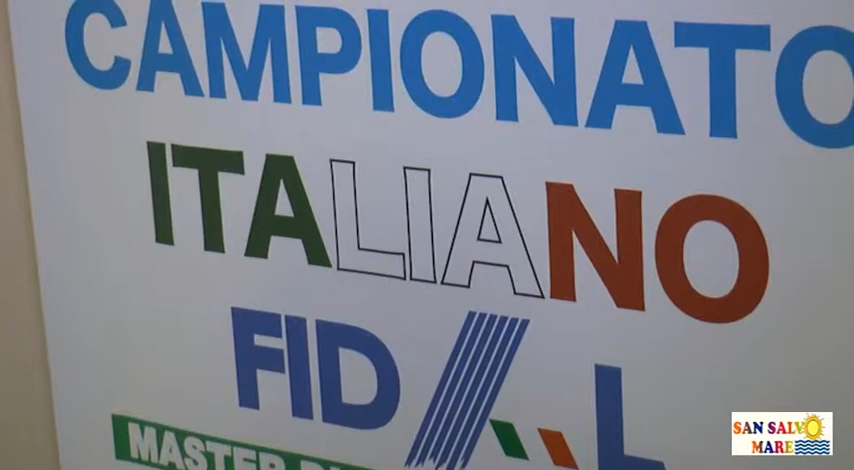 CAMPIONATO
ITALIANO
FIDAL
MASTER
SAN SALVO
MARE